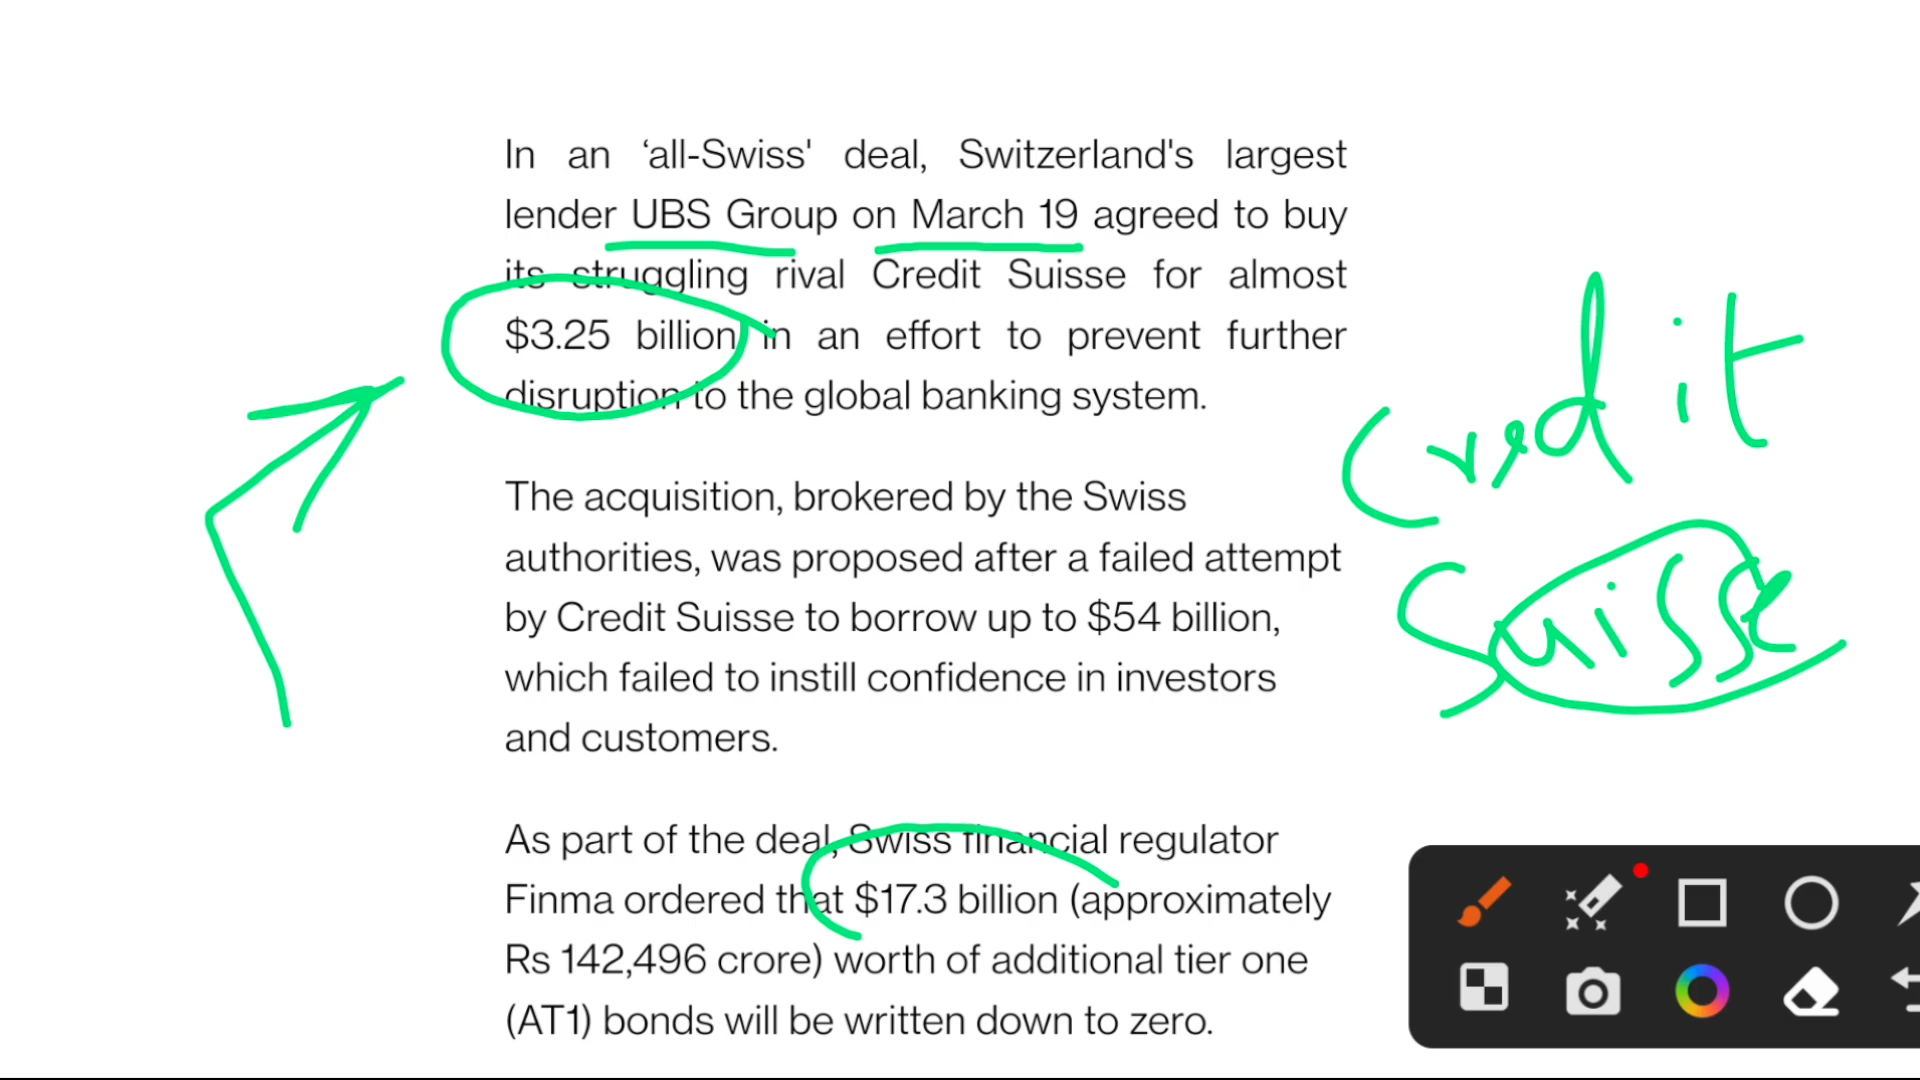 In an ‘all-Swiss' deal, Switzerland's largest
lender UBS Group on March 19 agreed to buy
its struggling rival Credit Suisse for almost
$3.25 billion in an effort to prevent further
disruption to the global banking system.
The acquisition, brokered by the Swiss
authorities, was proposed after a failed attempt
by Credit Suisse to borrow up to $54 billion,
which failed to instill confidence in investors
and customers.
As part of the deal, Swiss financial regulator
Finma ordered that $17.3 billion (approximately
Rs 142,496 crore) worth of additional tier one
(AT1) bonds will be written down to zero.
Credit
Suisse